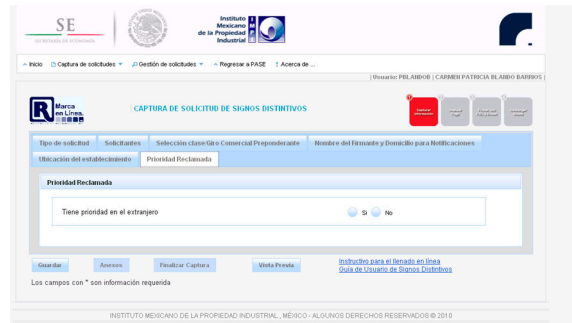 SE
SECRETARÍA DE ECONOMÍA
Instituto
Mexicano
de la Propiedad
Industrial
Inicio Captura de solicitudes Gestión de solicitudes Regresar a PASE Acerca de ...
| Usuario: PBLANDOB | CARMEN PATRICIA BLANDO BARRIOS |
R Marca en Línea.
CAPTURA DE SOLICITUD DE SIGNOS DISTINTIVOS
Capturar Información
Tipo de solicitud Solicitantes Selección clase/Giro Comercial Preponderante Nombre del Firmante y Domicilio para Notificaciones
Ubicación del establecimiento Prioridad Reclamada
Prioridad Reclamada
Tiene prioridad en el extranjero Si No
Guardar Anexos Finalizar Captura Vista Previa Instructivo para el llenado en línea
Guía de Usuario de Signos Distintivos
Los campos con * son información requerida
INSTITUTO MEXICANO DE LA PROPIEDAD INDUSTRIAL , MÉXICO - ALGUNOS DERECHOS RESERVADOS © 2010